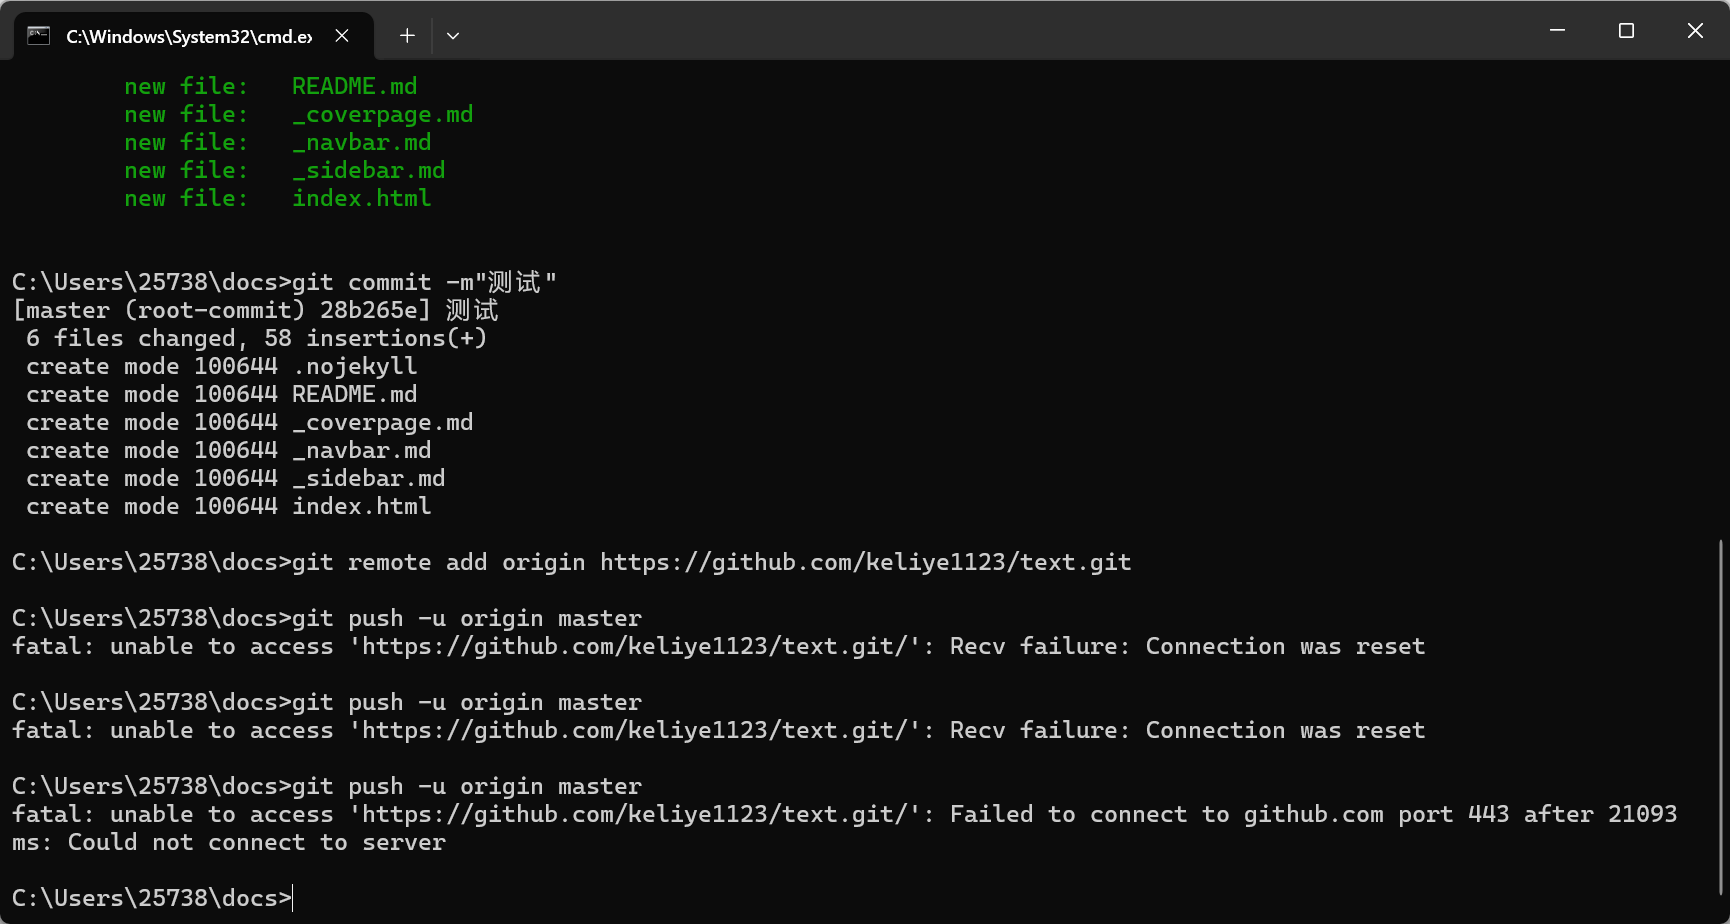 C:\Windows\System32\cmd.ex
new file:   README.md
new file:   _coverpage.md
new file:   _navbar.md
new file:   _sidebar.md
new file:   index.html
C:\Users\25738\docs>git commit -m"测试"
[master (root-commit) 28b265e] 测试
 6 files changed, 58 insertions(+)
 create mode 100644 .nojekyll
 create mode 100644 README.md
 create mode 100644 _coverpage.md
 create mode 100644 _navbar.md
 create mode 100644 _sidebar.md
 create mode 100644 index.html
C:\Users\25738\docs>git remote add origin https://github.com/keliye1123/text.git
C:\Users\25738\docs>git push -u origin master
fatal: unable to access 'https://github.com/keliye1123/text.git/': Recv failure: Connection was reset
C:\Users\25738\docs>git push -u origin master
fatal: unable to access 'https://github.com/keliye1123/text.git/': Recv failure: Connection was reset
C:\Users\25738\docs>git push -u origin master
fatal: unable to access 'https://github.com/keliye1123/text.git/': Failed to connect to github.com port 443 after 21093
ms: Could not connect to server
C:\Users\25738\docs>